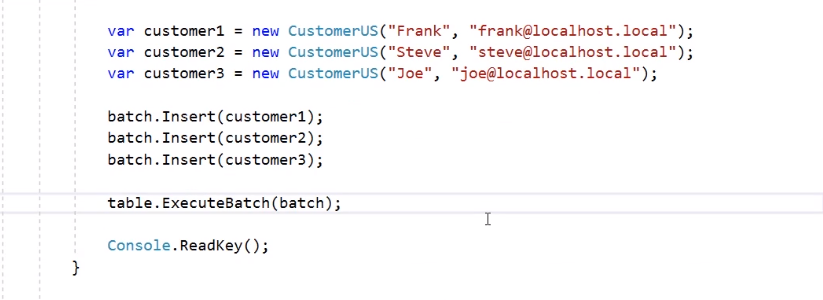 var customer1 = new CustomerUS("Frank", "frank@localhost.local");
var customer2 = new CustomerUS("Steve", "steve@localhost.local");
var customer3 = new CustomerUS("Joe", "joe@localhost.local");
batch.Insert(customer1);
batch.Insert(customer2);
batch.Insert(customer3);
table.ExecuteBatch(batch);
Console.ReadKey();
}